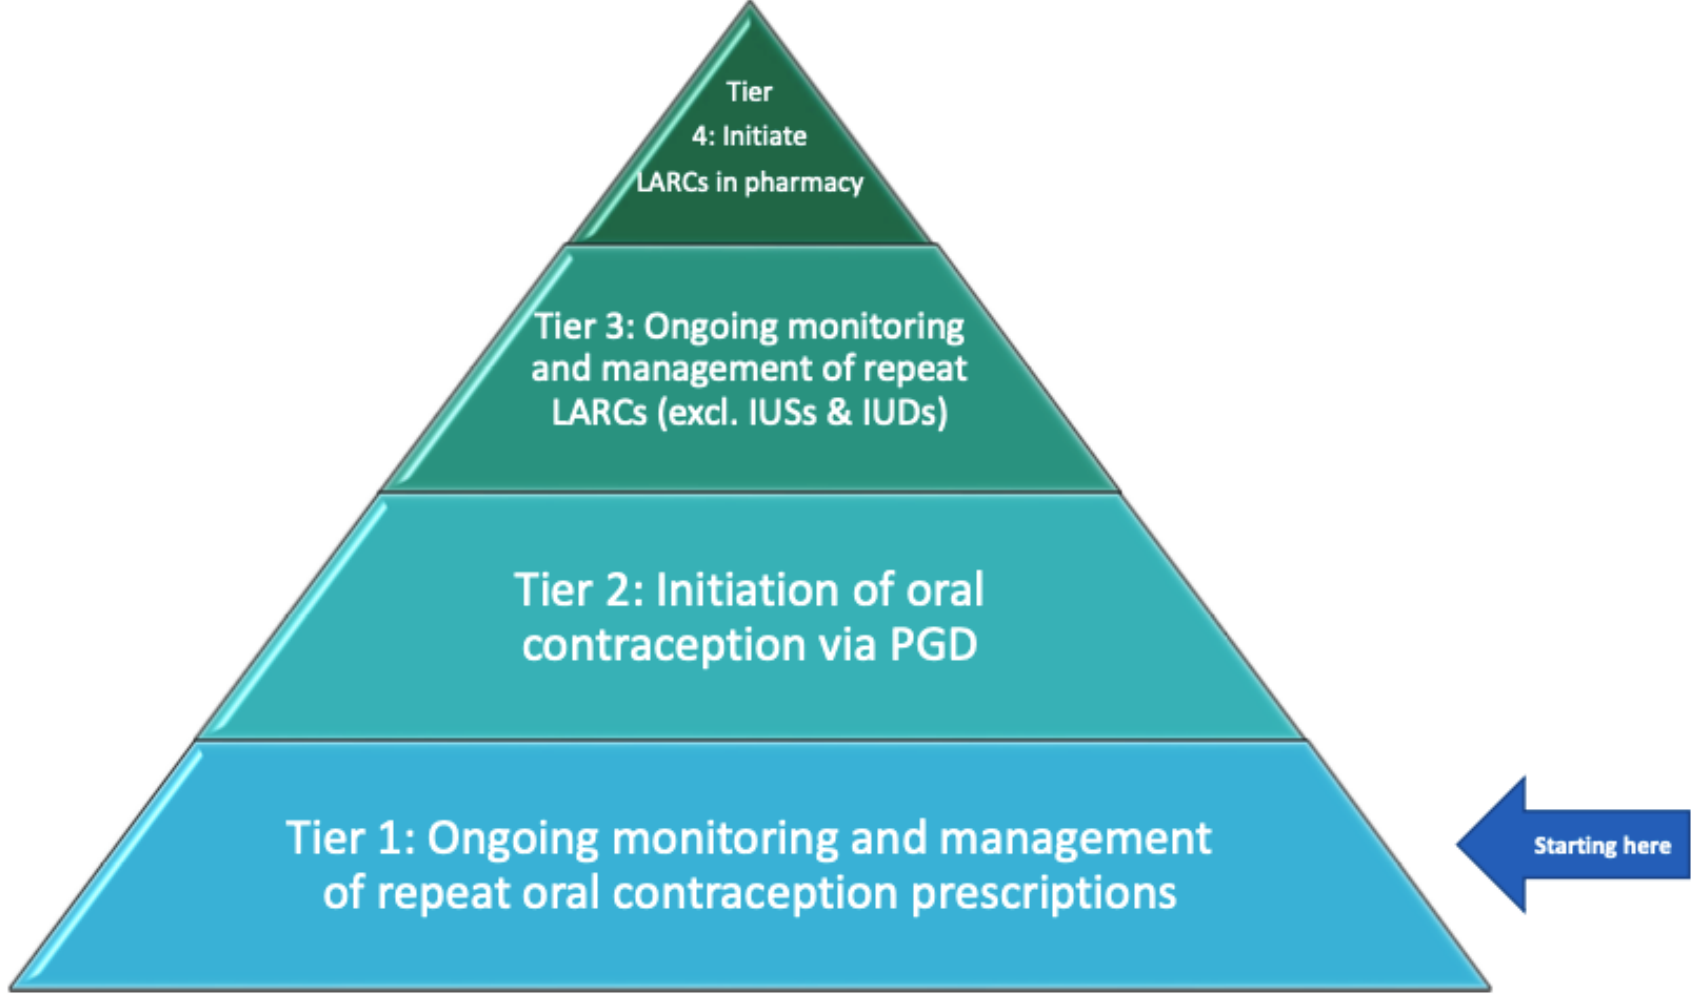 Tier
4: Initiate
LARCs in pharmacy
Tier 3: Ongoing monitoring
and management of repeat
LARCs (excl. IUSs & IUDs)
Tier 2: Initiation of oral
contraception via PGD
Tier 1: Ongoing monitoring and management
of repeat oral contraception prescriptions
Starting here